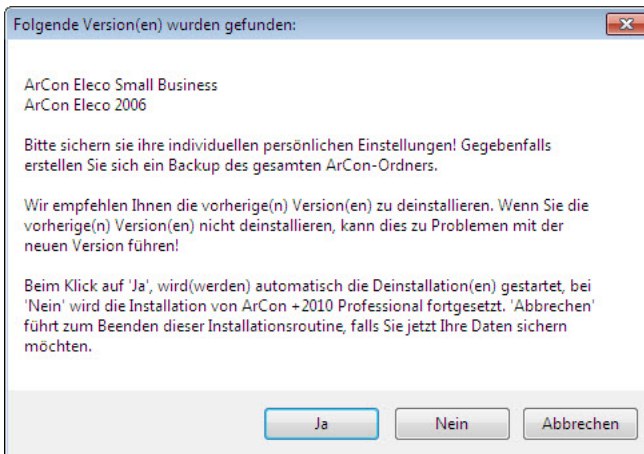 Folgende Version(en) wurden gefunden:
ArCon Eleco Small Business
ArCon Eleco 2006
Bitte sichern sie ihre individuellen persönlichen Einstellungen! Gegebenfalls
erstellen Sie sich ein Backup des gesamten ArCon-Ordners.
Wir empfehlen Ihnen die vorherige(n) Version(en) zu deinstallieren. Wenn Sie die
vorherige(n) Version(en) nicht deinstallieren, kann dies zu Problemen mit der
neuen Version führen!
Beim Klick auf 'Ja', wird(werden) automatisch die Deinstallation(en) gestartet, bei
'Nein' wird die Installation von ArCon +2010 Professional fortgesetzt. 'Abbrechen'
führt zum Beenden dieser Installationsroutine, falls Sie jetzt Ihre Daten sichern
möchten.
Ja
Nein
Abbrechen